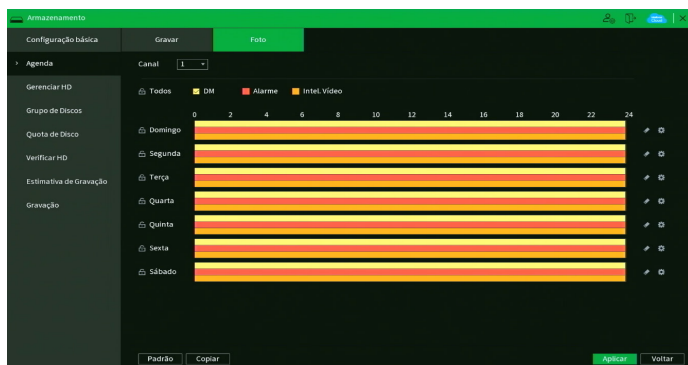 Armazenamento
Configuração básica
Gravar
Foto
Agenda
Canal 1
Gerenciar HD
Todos DM Alarme Intel. Vídeo
Grupo de Discos
0 2 4 6 8 10 12 14 16 18 20 22 24
Domingo
Quota de Disco
Segunda
Verificar HD
Terça
Estimativa de Gravação
Quarta
Gravação
Quinta
Sexta
Sábado
Padrão Copiar Aplicar Voltar